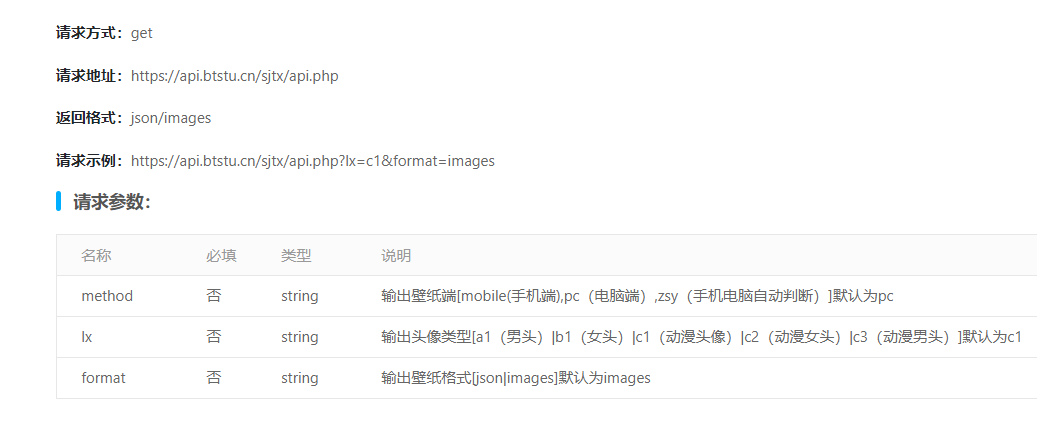 请求方式：get
请求地址：https://api.btstu.cn/sjtx/api.php
返回格式：json/images
请求示例：https://api.btstu.cn/sjtx/api.php?lx=c1&format=images
请求参数：
名称 必填 类型 说明
method 否 string 输出壁纸端[mobile(手机端),pc（电脑端）,zsy（手机电脑自动判断）]默认为pc
lx 否 string 输出头像类型[a1（男头）|b1（女头）|c1（动漫头像）|c2（动漫女头）|c3（动漫男头）]默认为c1
format 否 string 输出壁纸格式[json|images]默认为images